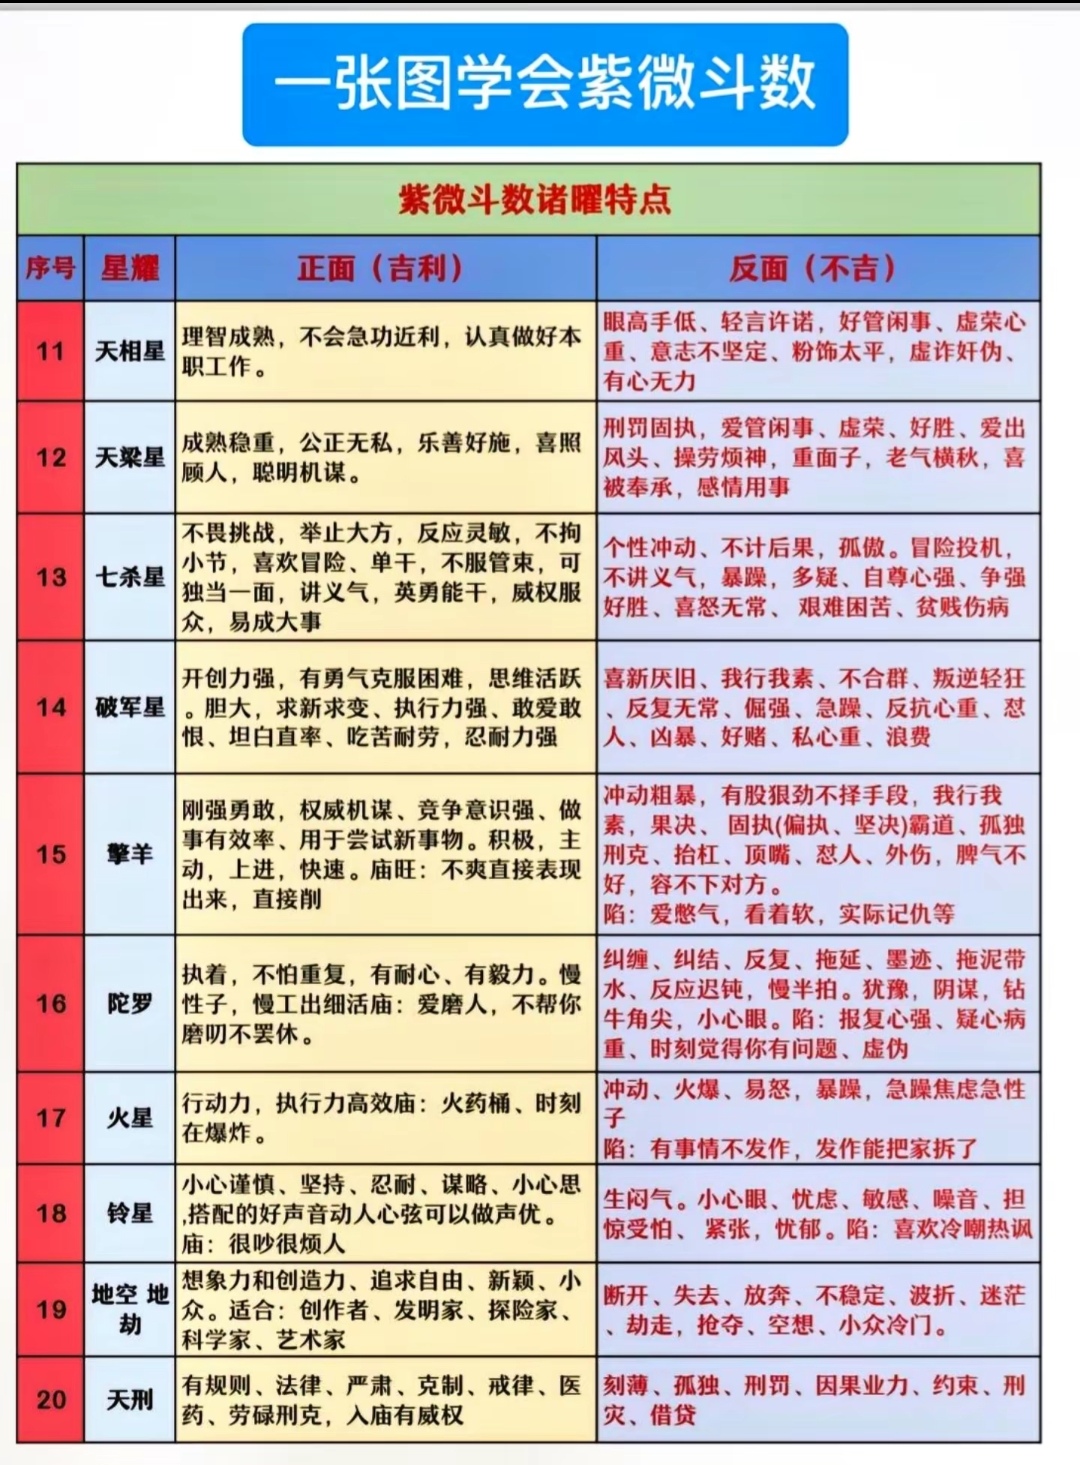 一张图学会紫微斗数
紫微斗数诸曜特点
序号 星耀 正面（吉利） 反面（不吉）
11 天相星
理智成熟，不会急功近利，认真做好本
职工作。
眼高手低、轻言许诺，好管闲事、虚荣心
重、意志不坚定、粉饰太平，虚诈奸伪、
有心无力
12 天梁星
成熟稳重，公正无私，乐善好施，喜照
顾人，聪明机谋。
刑罚固执，爱管闲事、虚荣、好胜、爱出
风头、操劳烦神，重面子，老气横秋，喜
被奉承，感情用事
13 七杀星
不畏挑战，举止大方，反应灵敏，不拘
小节，喜欢冒险、单干，不服管束，可
独当一面，讲义气，英勇能干，威权服
众，易成大事
个性冲动、不计后果，孤傲。冒险投机，
不讲义气，暴躁，多疑、自尊心强、争强
好胜、喜怒无常、 艰难困苦、贫贱伤病
14 破军星
开创力强，有勇气克服困难，思维活跃
。胆大，求新求变、执行力强、敢爱敢
恨、坦白直率、吃苦耐劳，忍耐力强
喜新厌旧、我行我素、不合群、叛逆轻狂
、反复无常、倔强、急躁、反抗心重、怼
人、凶暴、好赌、私心重、浪费
15 擎羊
刚强勇敢，权威机谋、竞争意识强、做
事有效率、用于尝试新事物。积极，主
动，上进，快速。庙旺：不爽直接表现
出来，直接削
冲动粗暴，有股狠劲不择手段，我行我
素，果决、 固执(偏执、坚决)霸道、孤独
刑克、抬杠、顶嘴、怼人、外伤，脾气不
好，容不下对方。
陷：爱憋气，看着软，实际记仇等
16 陀罗
执着，不怕重复，有耐心、有毅力。慢
性子，慢工出细活庙：爱磨人，不帮你
磨叨不罢休。
纠缠、纠结、反复、拖延、墨迹、拖泥带
水、反应迟钝，慢半拍。犹豫，阴谋，钻
牛角尖，小心眼。陷：报复心强、疑心病
重、时刻觉得你有问题、虚伪
17 火星
行动力，执行力高效庙：火药桶、时刻
在爆炸。
冲动、火爆、易怒，暴躁，急躁焦虑急性
子
陷：有事情不发作，发作能把家拆了
18 铃星
小心谨慎、坚持、忍耐、谋略、小心思
,搭配的好声音动人心弦可以做声优。
庙：很吵很烦人
生闷气。小心眼、忧虑、敏感、噪音、担
惊受怕、 紧张，忧郁。陷：喜欢冷嘲热讽
19 地空 地
劫
想象力和创造力、追求自由、新颖、小
众。适合：创作者、发明家、探险家、
科学家、艺术家
断开、失去、放奔、不稳定、波折、迷茫
、劫走，抢夺、空想、小众冷门。
20 天刑
有规则、法律、严肃、克制、戒律、医
药、劳碌刑克，入庙有威权
刻薄、孤独、刑罚、因果业力、约束、刑
灾、借贷